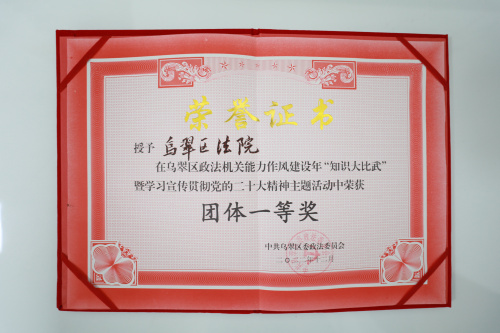 荣誉证书
授予 乌翠区法院
在乌翠区政法机关能力作风建设年“知识大比武”
暨学习宣传贯彻党的二十大精神主题活动中荣获
团体一等奖
中共乌翠区委政法委员会